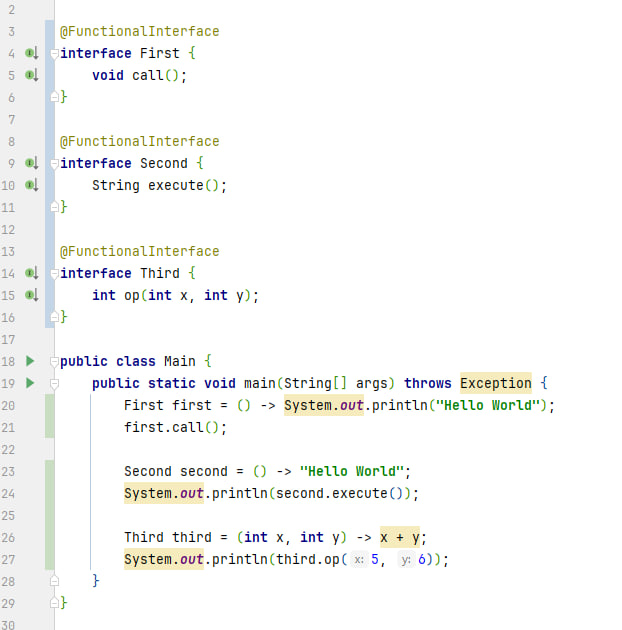 2
3 @FunctionalInterface
4 interface First {
5 void call();
6 }
7
8 @FunctionalInterface
9 interface Second {
10 String execute();
11 }
12
13 @FunctionalInterface
14 interface Third {
15 int op(int x, int y);
16 }
17
18 public class Main {
19 public static void main(String[] args) throws Exception {
20 First first = () -> System.out.println("Hello World");
21 first.call();
22
23 Second second = () -> "Hello World";
24 System.out.println(second.execute());
25
26 Third third = (int x, int y) -> x + y;
27 System.out.println(third.op( x: 5, y: 6));
28 }
29 }
30